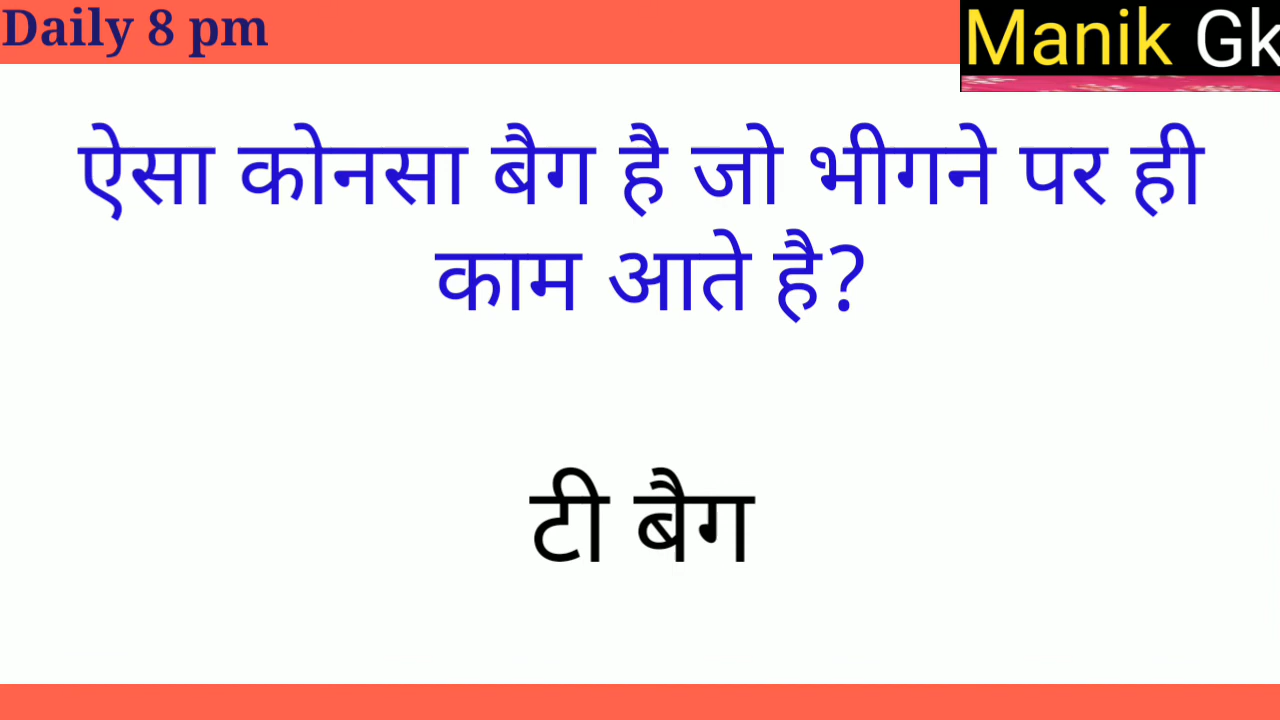 Daily 8 pm
Manik Gk
ऐसा कोनसा बैग है जो भीगने पर ही
काम आते है?
टी बैग